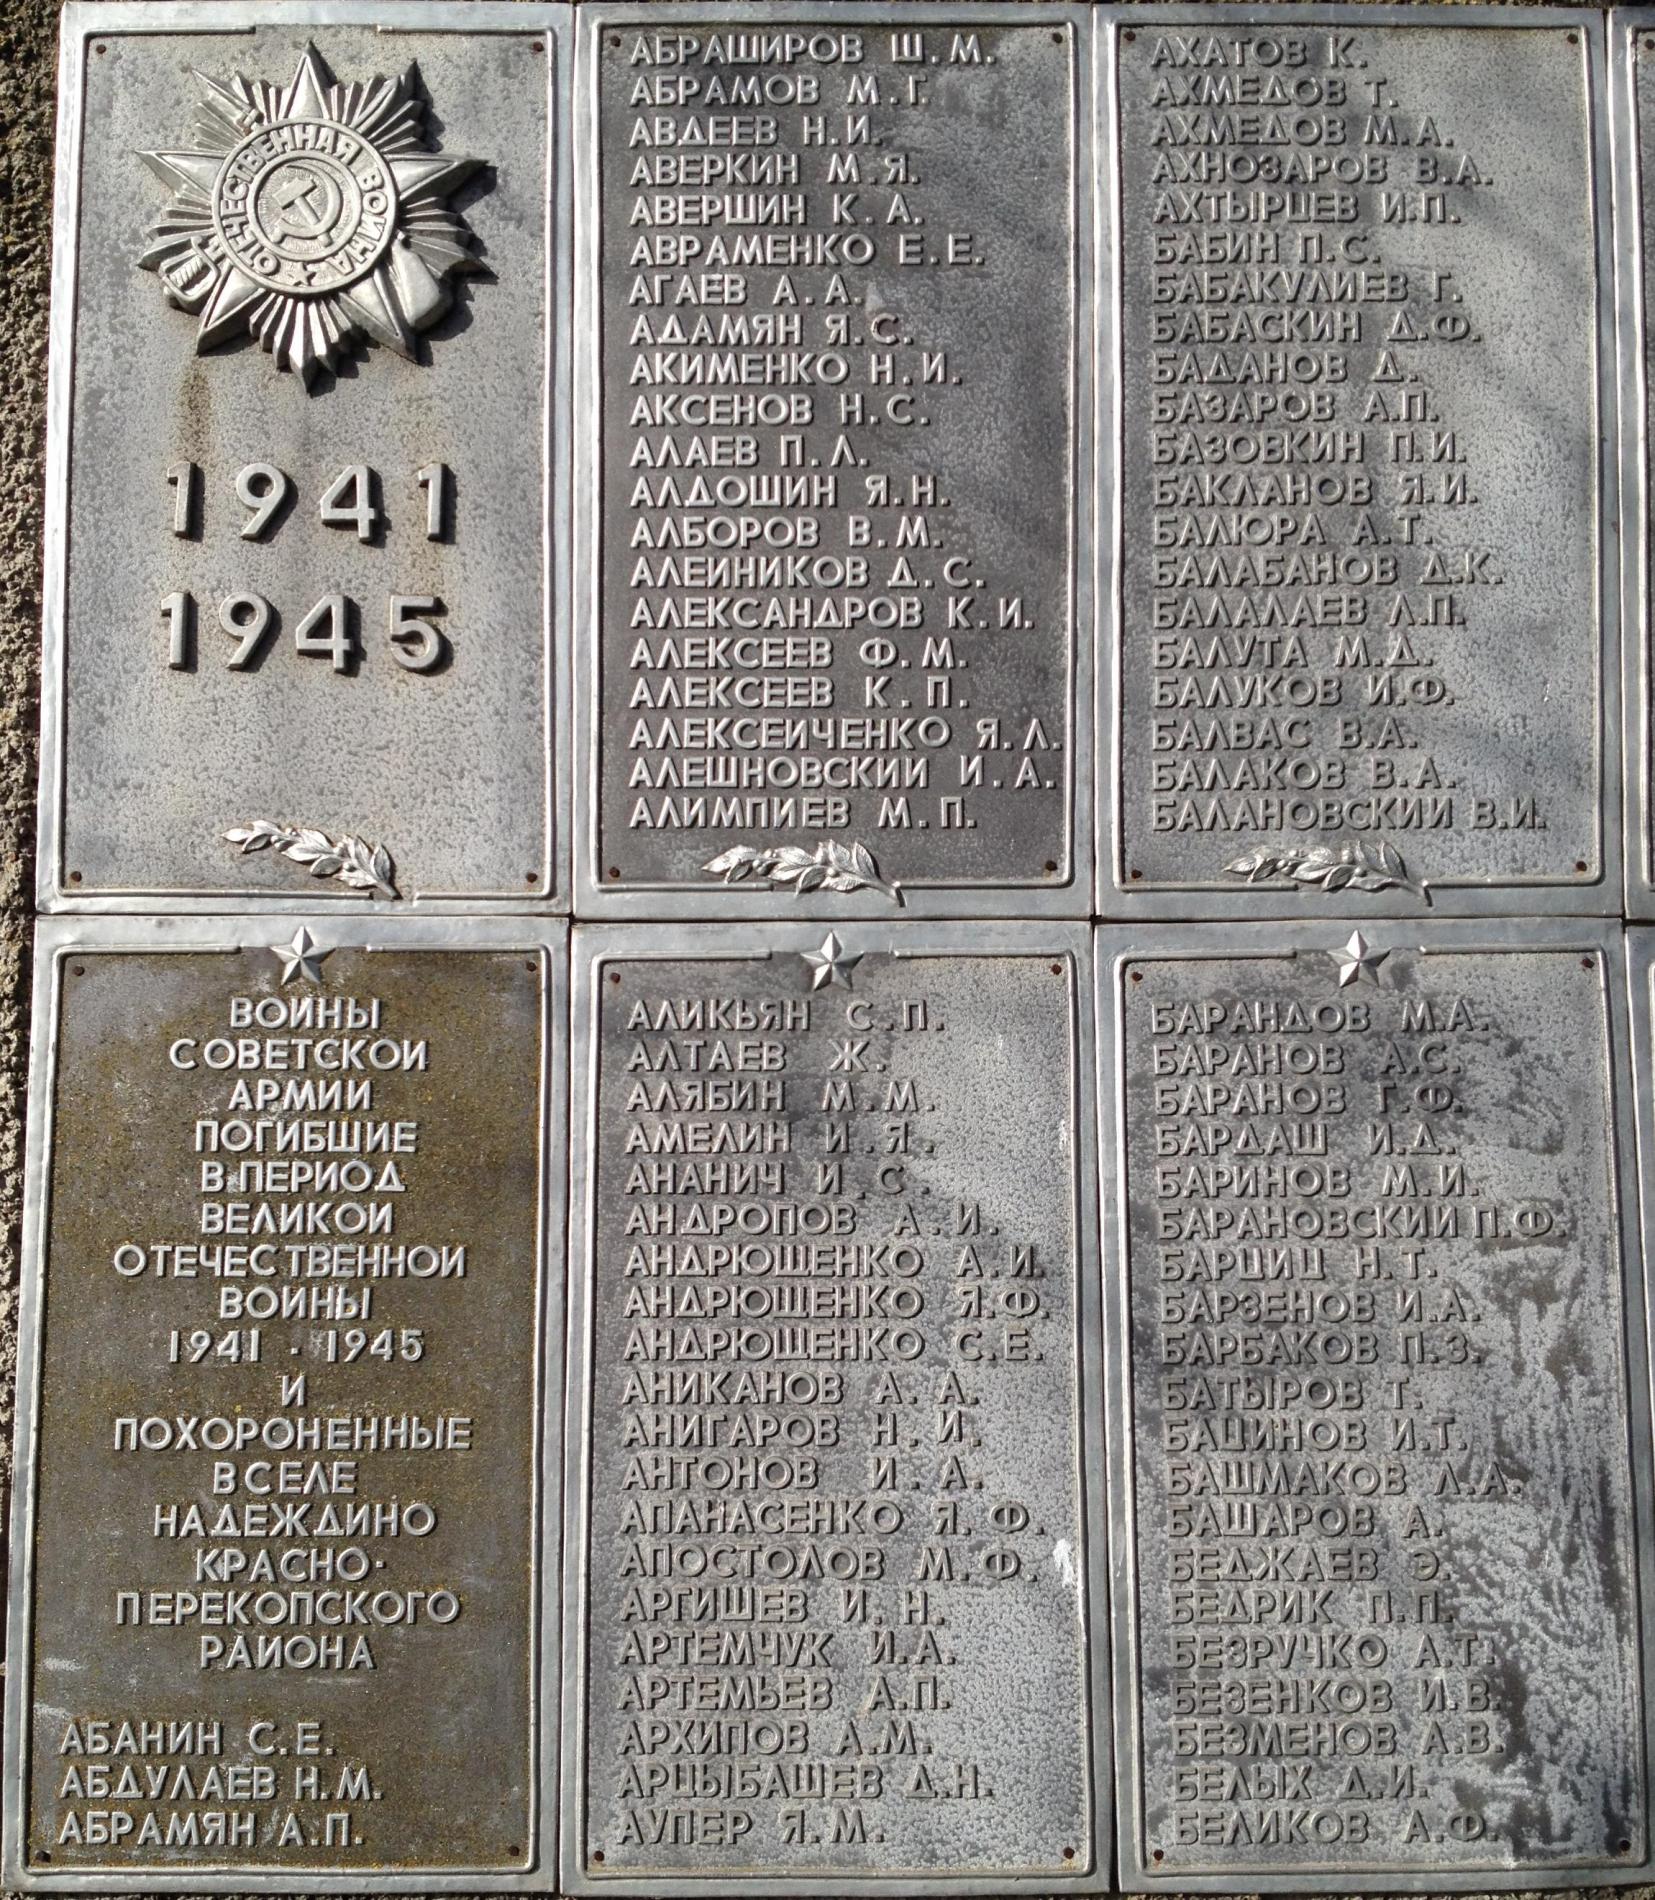 ОТЕЧЕСТВЕННАЯ ВОЙНА
1941
1945
ВОИНЫ
СОВЕТСКОЙ
АРМИИ
ПОГИБШИЕ
В ПЕРИОД
ВЕЛИКОЙ
ОТЕЧЕСТВЕННОЙ
ВОЙНЫ
1941 - 1945
И
ПОХОРОНЕННЫЕ
В СЕЛЕ
НАДЕЖДИНО
КРАСНО-
ПЕРЕКОПСКОГО
РАЙОНА
АБАНИН С.Е.
АБДУЛАЕВ Н.М.
АБРАМЯН А.П.
АБРАШИРОВ Ш.М.
АБРАМОВ М.Г.
АВДЕЕВ Н.И.
АВЕРКИН М.Я.
АВЕРШИН К.А.
АВРАМЕНКО Е.Е.
АГАЕВ А.А.
АДАМЯН Я.С.
АКИМЕНКО Н.И.
АКСЕНОВ Н.С.
АЛАЕВ П.Л.
АЛДОШИН Я.Н.
АЛБОРОВ В.М.
АЛЕИНИКОВ Д.С.
АЛЕКСАНДРОВ К.И.
АЛЕКСЕЕВ Ф.М.
АЛЕКСЕЕВ К.П.
АЛЕКСЕИЧЕНКО Я.Л.
АЛЕШНОВСКИЙ И.А.
АЛИМПИЕВ М.П.
АЛИКЬЯН С.П.
АЛТАЕВ Ж.
АЛЯБИН М.М.
АМЕЛИН И.Я.
АНАНИЧ И.С.
АНДРОПОВ А.И.
АНДРЮЩЕНКО А.И.
АНДРЮЩЕНКО Я.Ф.
АНДРЮЩЕНКО С.Е.
АНИКАНОВ А.А.
АНИГАРОВ Н.И.
АНТОНОВ И.А.
АПАНАСЕНКО Я.Ф.
АПОСТОЛОВ М.Ф.
АРГИШЕВ И.Н.
АРТЕМЧУК И.А.
АРТЕМЬЕВ А.П.
АРХИПОВ А.М.
АРЦЫБАШЕВ Д.Н.
АУПЕР Я.М.
АХАТОВ К.
АХМЕДОВ Т.
АХМЕДОВ М.А.
АХНОЗАРОВ В.А.
АХТЫРЦЕВ И.П.
БАБИН П.С.
БАБАКУЛИЕВ Г.
БАБАСКИН Д.Ф.
БАДАНОВ Д.
БАЗАРОВ А.П.
БАЗОВКИН П.И.
БАКЛАНОВ Я.И.
БАЛЮРА А.Т.
БАЛАБАНОВ Д.К.
БАЛАЛАЕВ Л.П.
БАЛУТА М.Д.
БАЛУКОВ И.Ф.
БАЛВАС В.А.
БАЛАКОВ В.А.
БАЛАНОВСКИЙ В.И.
БАРАНДОВ М.А.
БАРАНОВ А.С.
БАРАНОВ Г.Ф.
БАРДАШ И.Д.
БАРИНОВ М.И.
БАРАНОВСКИЙ П.Ф.
БАРЦИЦ Н.Т.
БАРЗЕНОВ И.А.
БАРБАКОВ П.З.
БАТЫРОВ Т.
БАЦИНОВ И.Т.
БАШМАКОВ Л.А.
БАШАРОВ А.
БЕДЖАЕВ Э.
БЕДРИК П.П.
БЕЗРУЧКО А.Т.
БЕЗЕНКОВ И.В.
БЕЗМЕНОВ А.В.
БЕЛЫХ Д.И.
БЕЛИКОВ А.Ф.